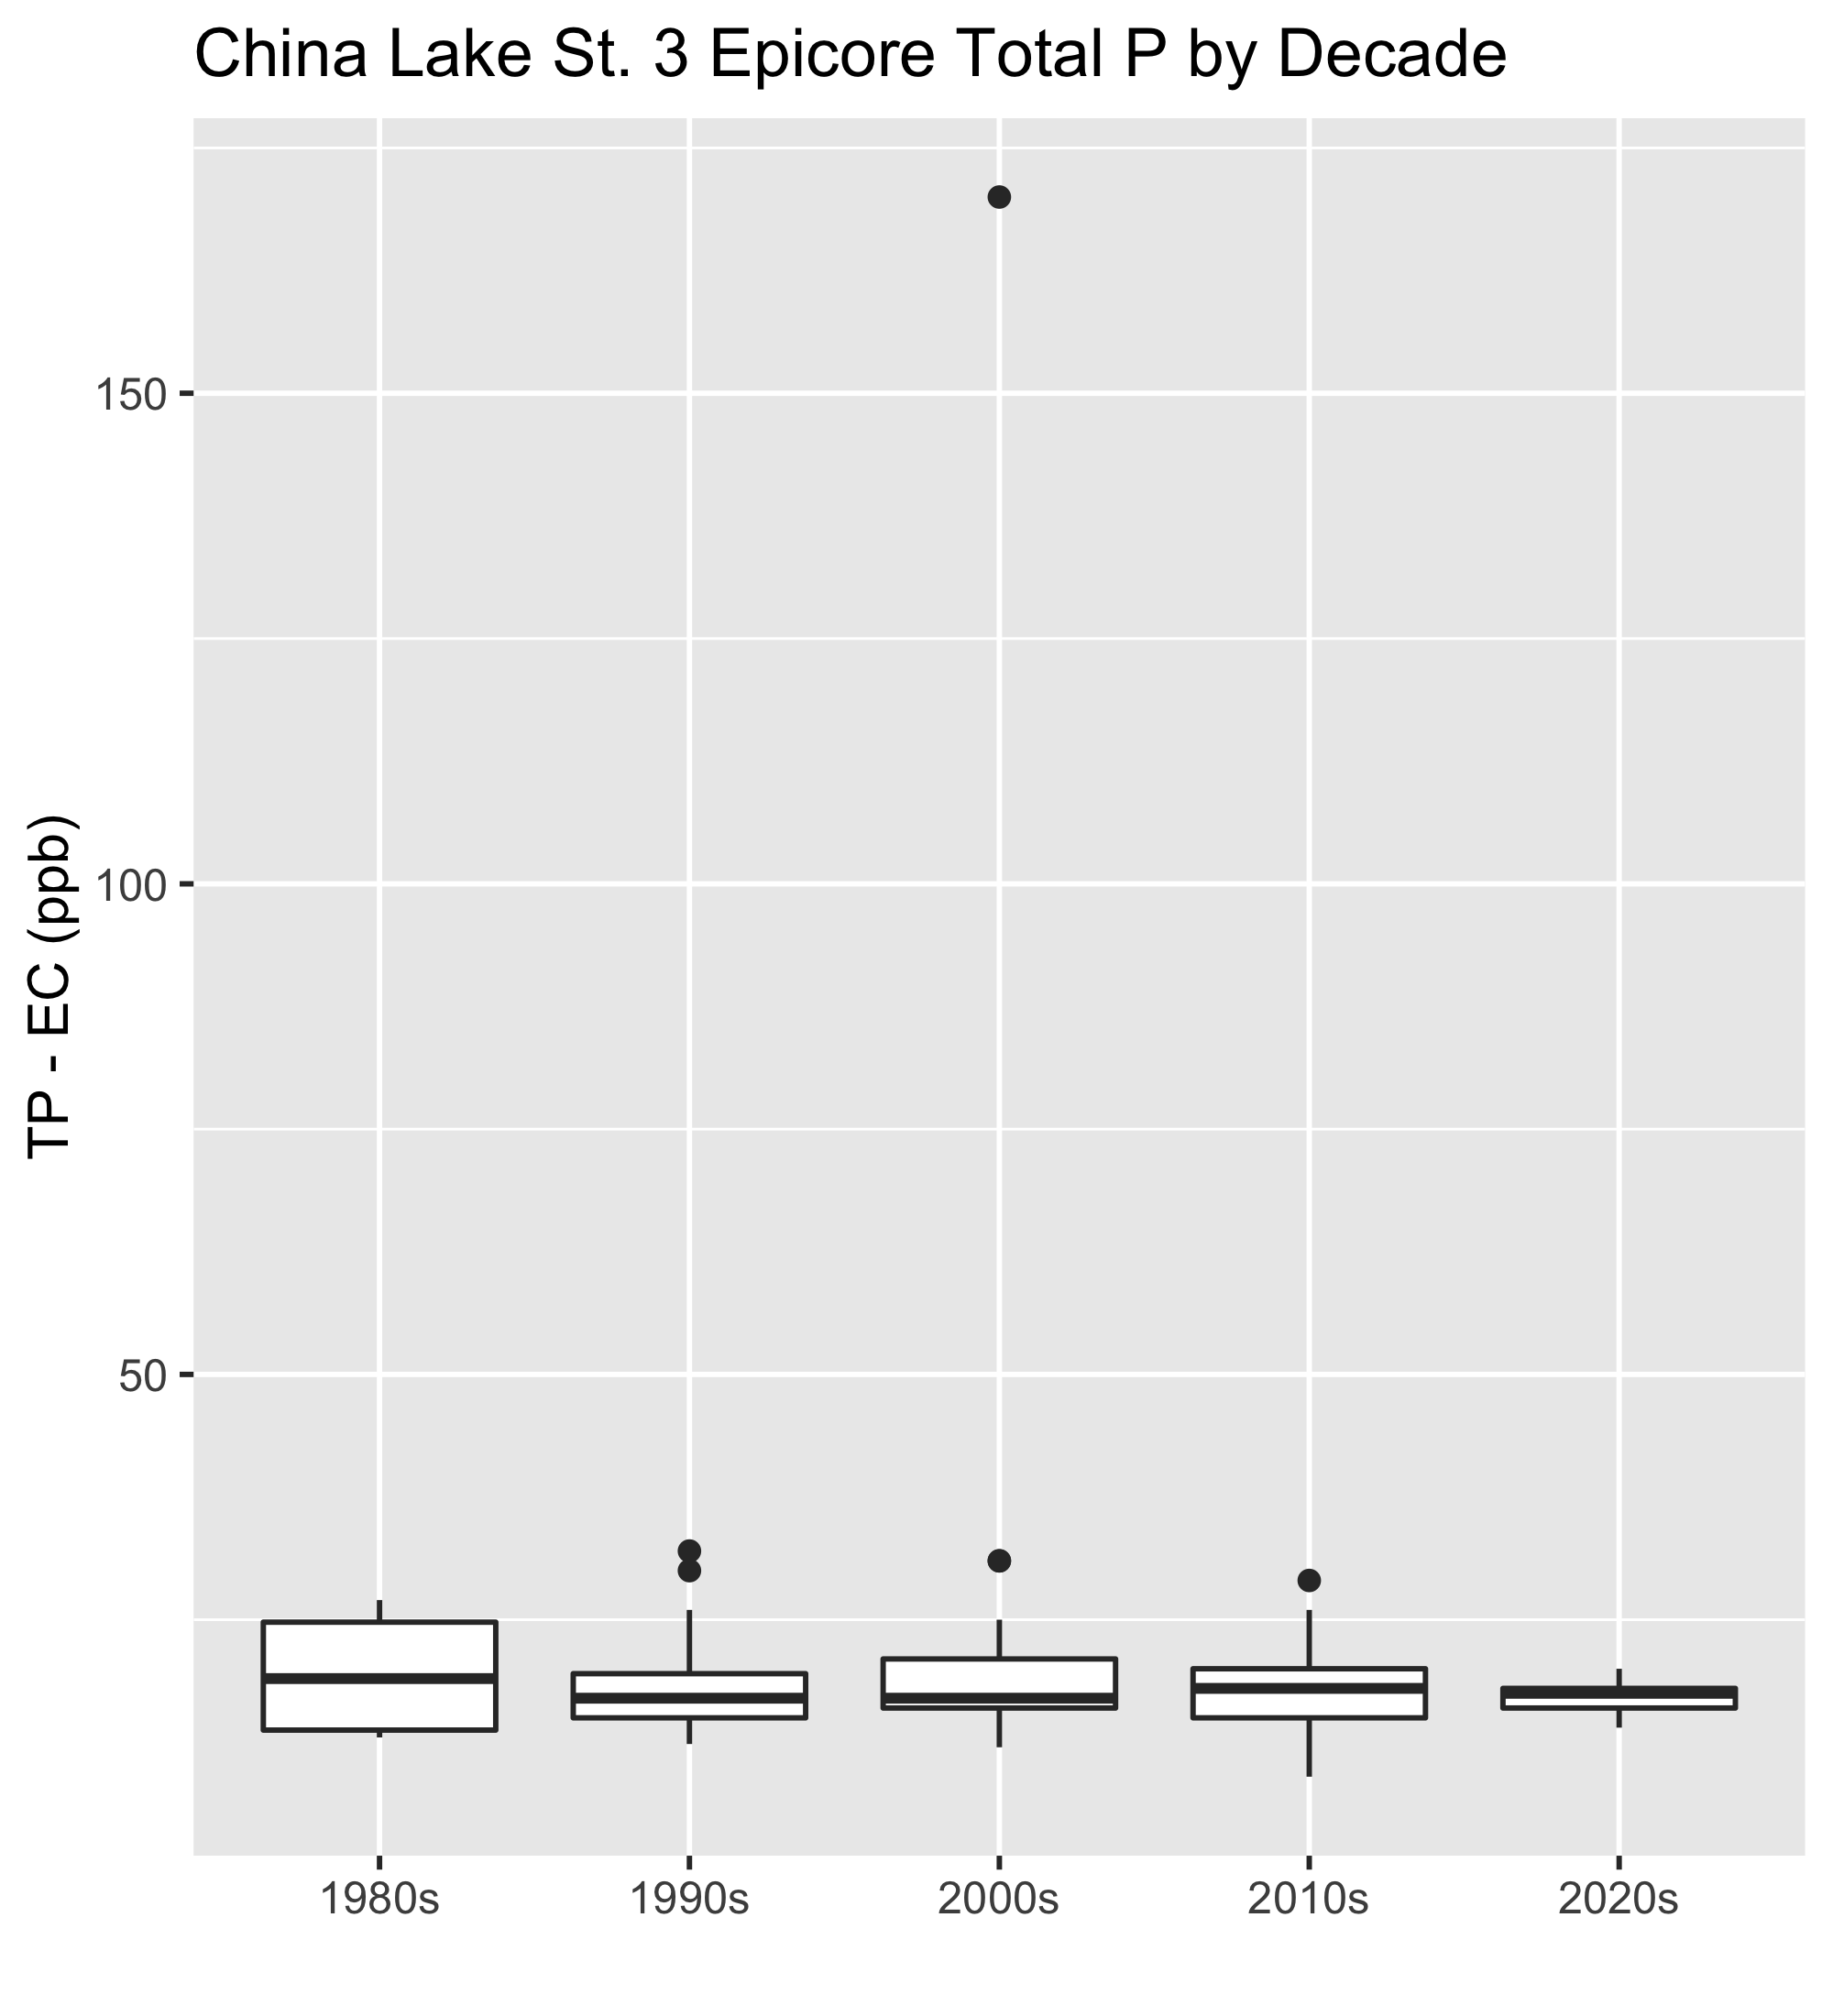 China Lake St. 3 Epicore Total P by Decade
TP - EC (ppb)
150
100
50
1980s
1990s
2000s
2010s
2020s